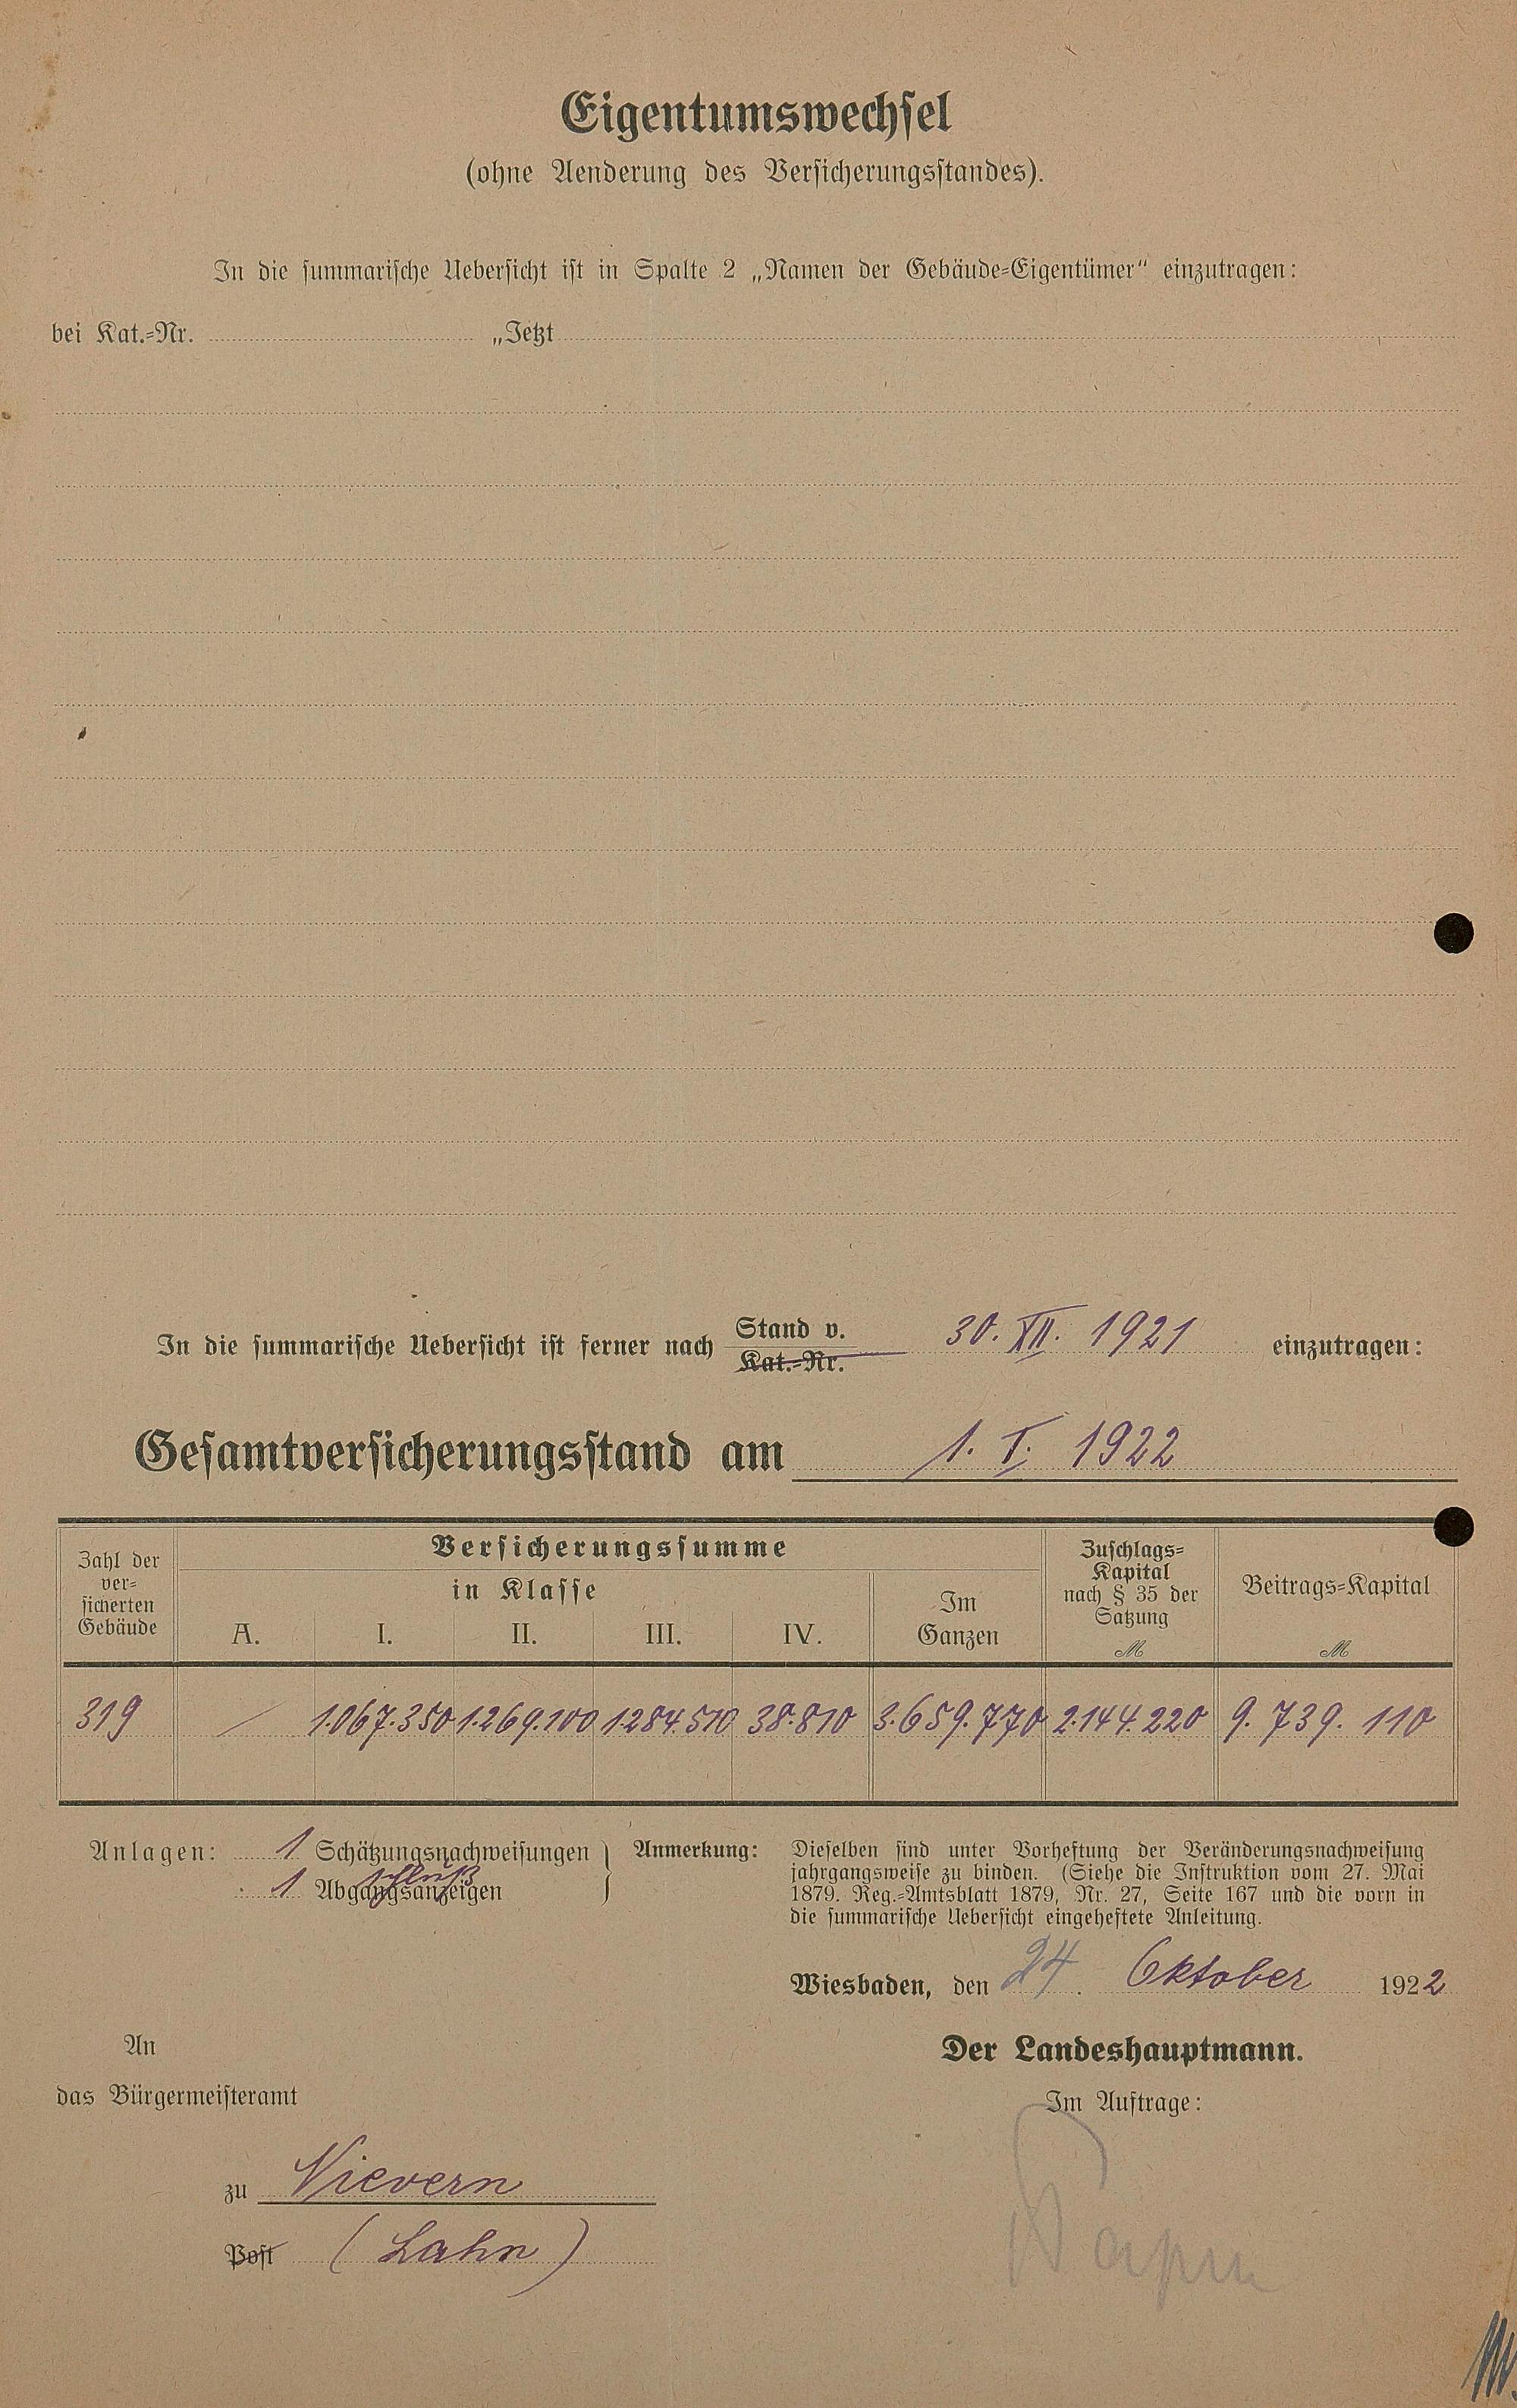 Eigentumswechsel
(ohne Aenderung des Versicherungsstandes).
In die summarische Uebersicht ist in Spalte 2 „Namen der Gebäude=Eigentümer“ einzutragen:
bei Kat.=Nr. „Jetzt
In die summarische Uebersicht ist ferner nach Stand v. 30. XII. 1921 einzutragen:
Kat.=Nr.
Gesamtversicherungsstand am 1. I. 1922
Zahl der ver=sicherten Gebäude
Versicherungssumme
in Klasse
A. I. II. III. IV.
Im Ganzen
Zuschlags=Kapital nach § 35 der Satzung M
Beitrags=Kapital M
319 / 1.067.350 1.269.100 1.284.510 38.810 3.659.770 2.144.220 9.739.110
Anlagen: 1 Schätzungsnachweisungen
schluß
1 Abgangsanzeigen
Anmerkung: Dieselben sind unter Vorheftung der Veränderungsnachweisung
jahrgangsweise zu binden. (Siehe die Instruktion vom 27. Mai
1879. Reg.=Amtsblatt 1879, Nr. 27, Seite 167 und die vorn in
die summarische Uebersicht eingeheftete Anleitung.
Wiesbaden, den 24. Oktober 1922
An
das Bürgermeisteramt
zu Nievern
Post (Lahn)
Der Landeshauptmann.
Im Auftrage: